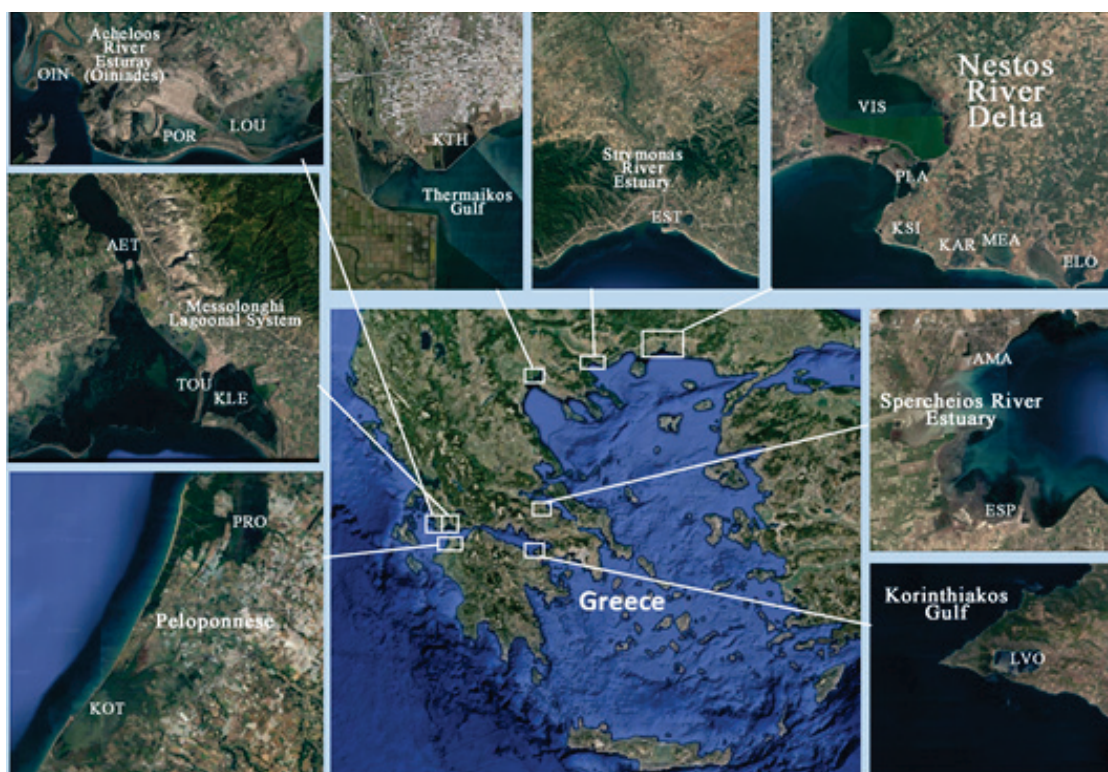 Acheloos
River
Esturay
(Oiniades)
OIN
POR
LOU
KTH
Thermaikos
Gulf
Strymonas
River
Estuary
EST
Nestos
River
Delta
VIS
PLA
KSI
KAR
MEA
ELO
AET
Messolonghi
Lagoonal System
TOU
KLE
AMA
Spercheios River
Estuary
ESP
PRO
Peloponnese
KOT
Greece
Korinthiakos
Gulf
LVO